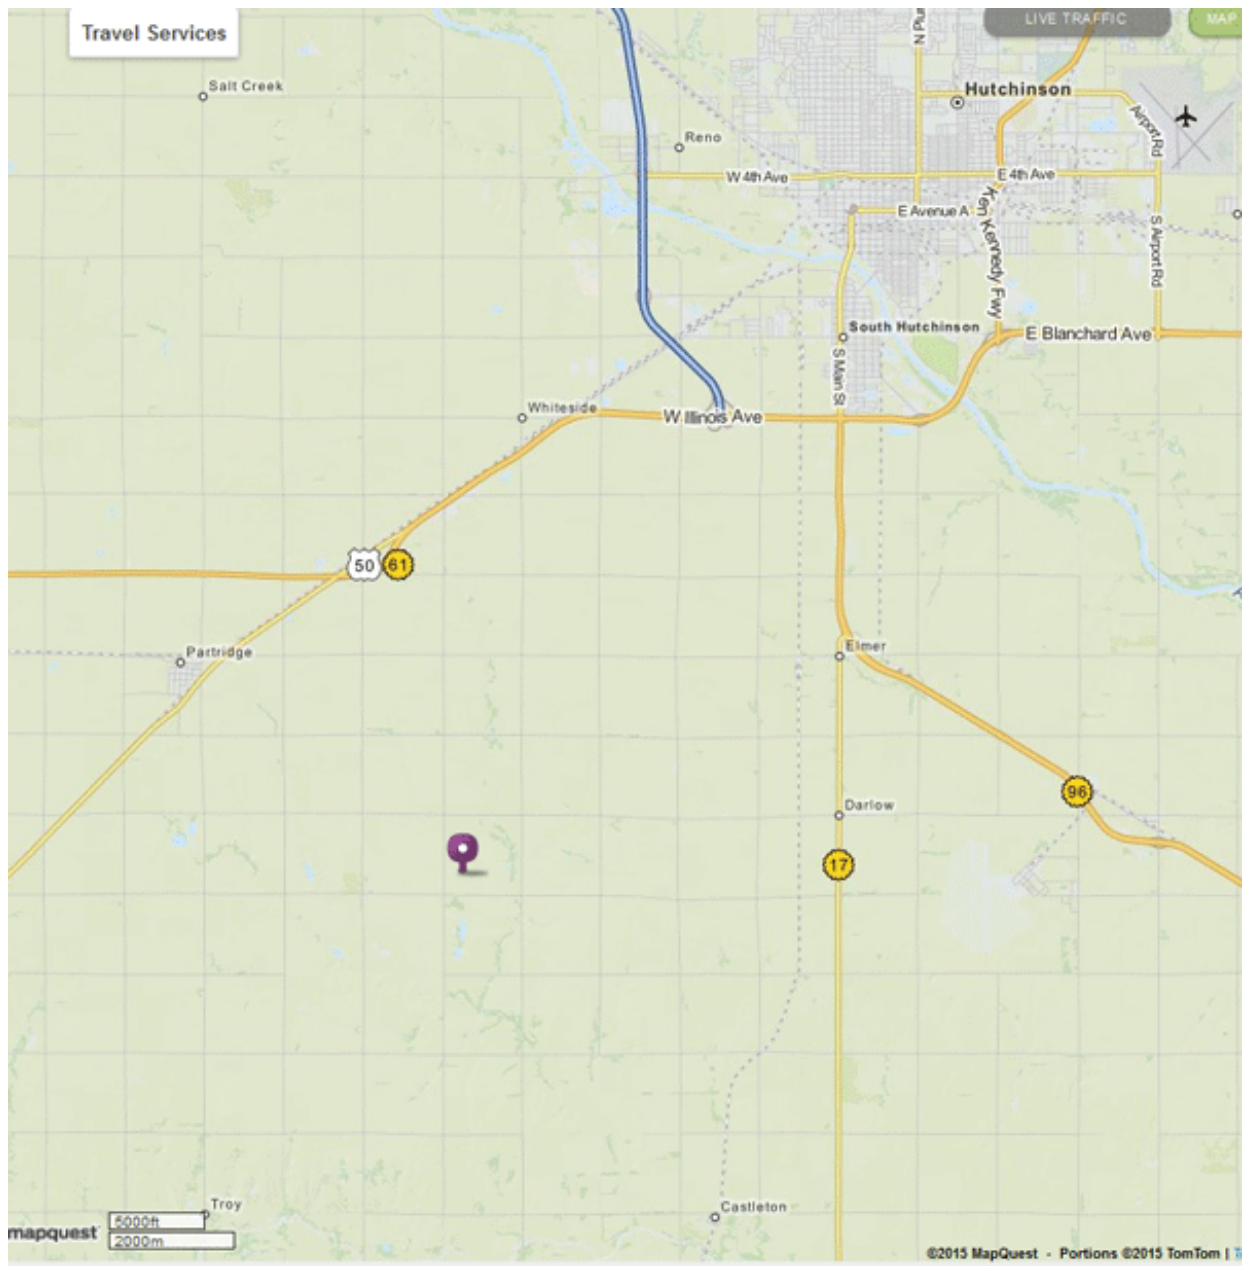 Travel Services
LIVE TRAFFIC
MAP
Salt Creek
Hutchinson
Airport Rd
Reno
W 4th Ave
E 4th Ave
E Avenue A
Ken Kennedy Fwy
S Airport Rd
South Hutchinson
E Blanchard Ave
S Main St
Whiteside
W Illinois Ave
50
61
Partridge
Elmer
96
Darlow
17
Troy
Castleton
mapquest
5000ft
2000m
©2015 MapQuest - Portions ©2015 TomTom |